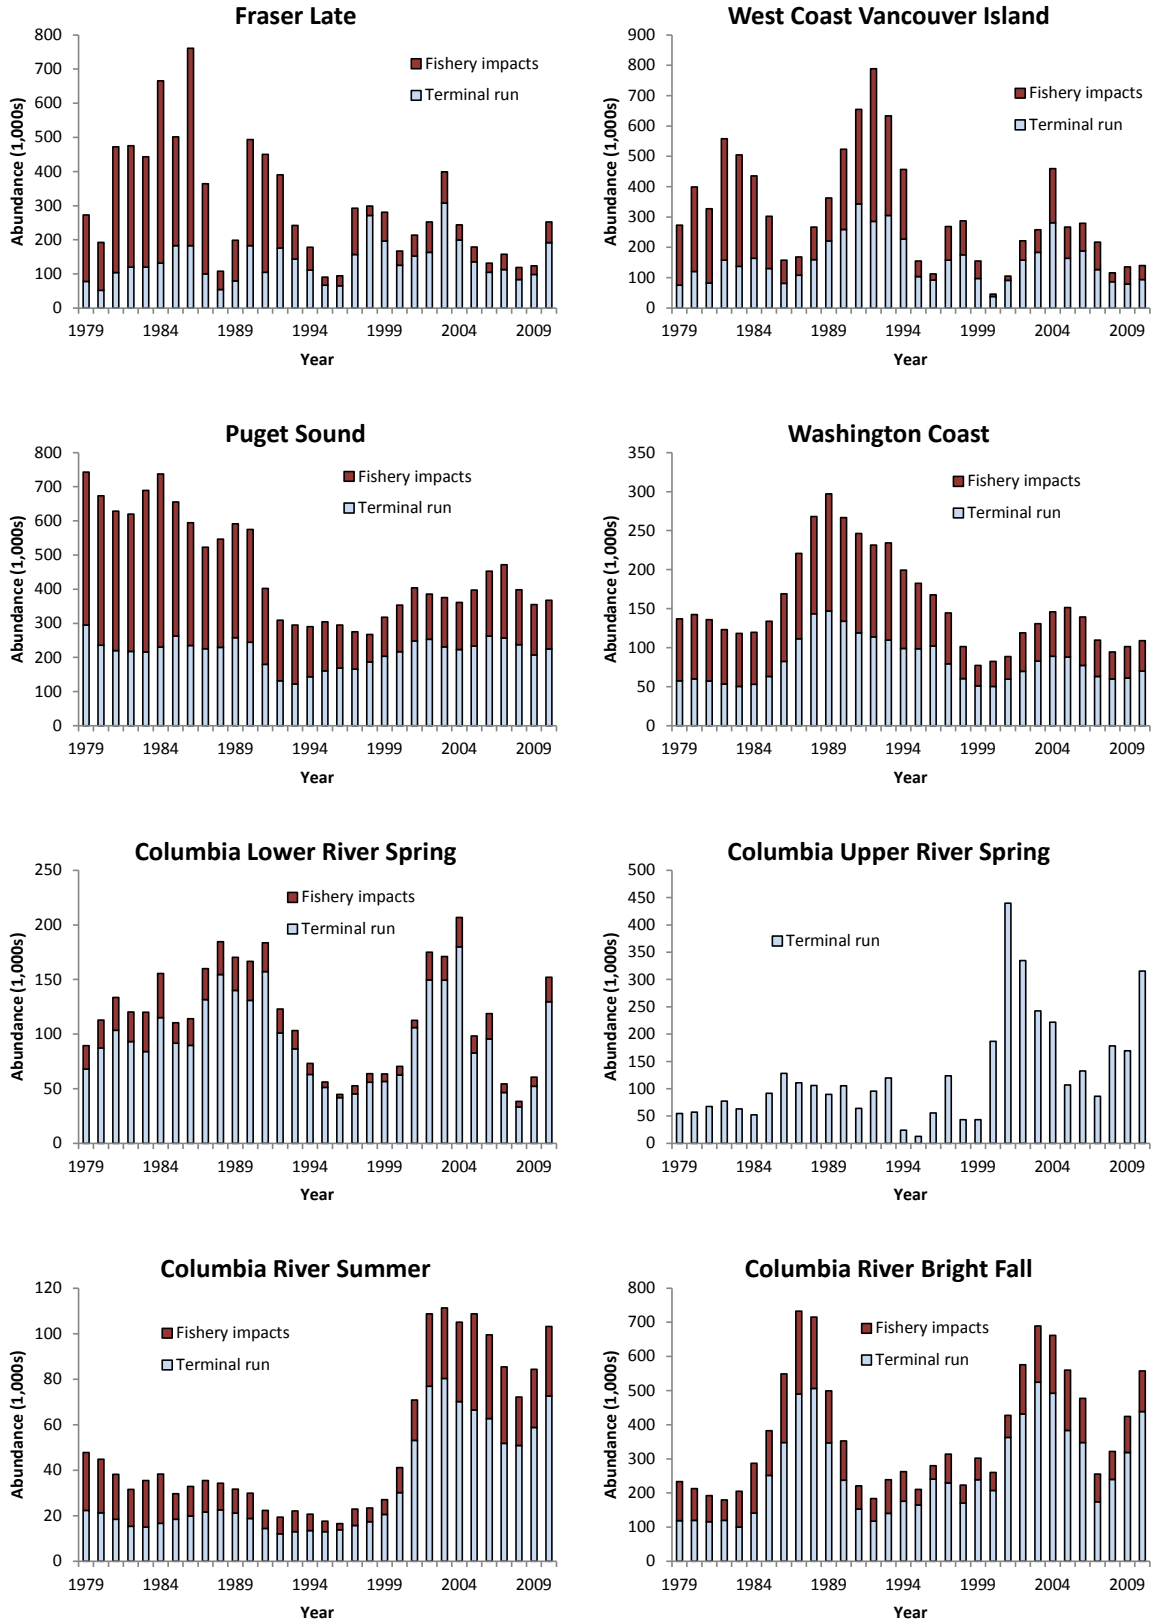 Fraser Late
Abundance (1,000s)
800
700
600
500
400
300
200
100
0
Fishery impacts
Terminal run
1979 1984 1989 1994 1999 2004 2009
Year
West Coast Vancouver Island
Abundance (1,000s)
900
800
700
600
500
400
300
200
100
0
Fishery impacts
Terminal run
1979 1984 1989 1994 1999 2004 2009
Year
Puget Sound
Abundance (1,000s)
800
700
600
500
400
300
200
100
0
Fishery impacts
Terminal run
1979 1984 1989 1994 1999 2004 2009
Year
Washington Coast
Abundance (1,000s)
350
300
250
200
150
100
50
0
Fishery impacts
Terminal run
1979 1984 1989 1994 1999 2004 2009
Year
Columbia Lower River Spring
Abundance (1,000s)
250
200
150
100
50
0
Fishery impacts
Terminal run
1979 1984 1989 1994 1999 2004 2009
Year
Columbia Upper River Spring
Abundance (1,000s)
500
450
400
350
300
250
200
150
100
50
0
Terminal run
1979 1984 1989 1994 1999 2004 2009
Year
Columbia River Summer
Abundance (1,000s)
120
100
80
60
40
20
0
Fishery impacts
Terminal run
1979 1984 1989 1994 1999 2004 2009
Year
Columbia River Bright Fall
Abundance (1,000s)
800
700
600
500
400
300
200
100
0
Fishery impacts
Terminal run
1979 1984 1989 1994 1999 2004 2009
Year